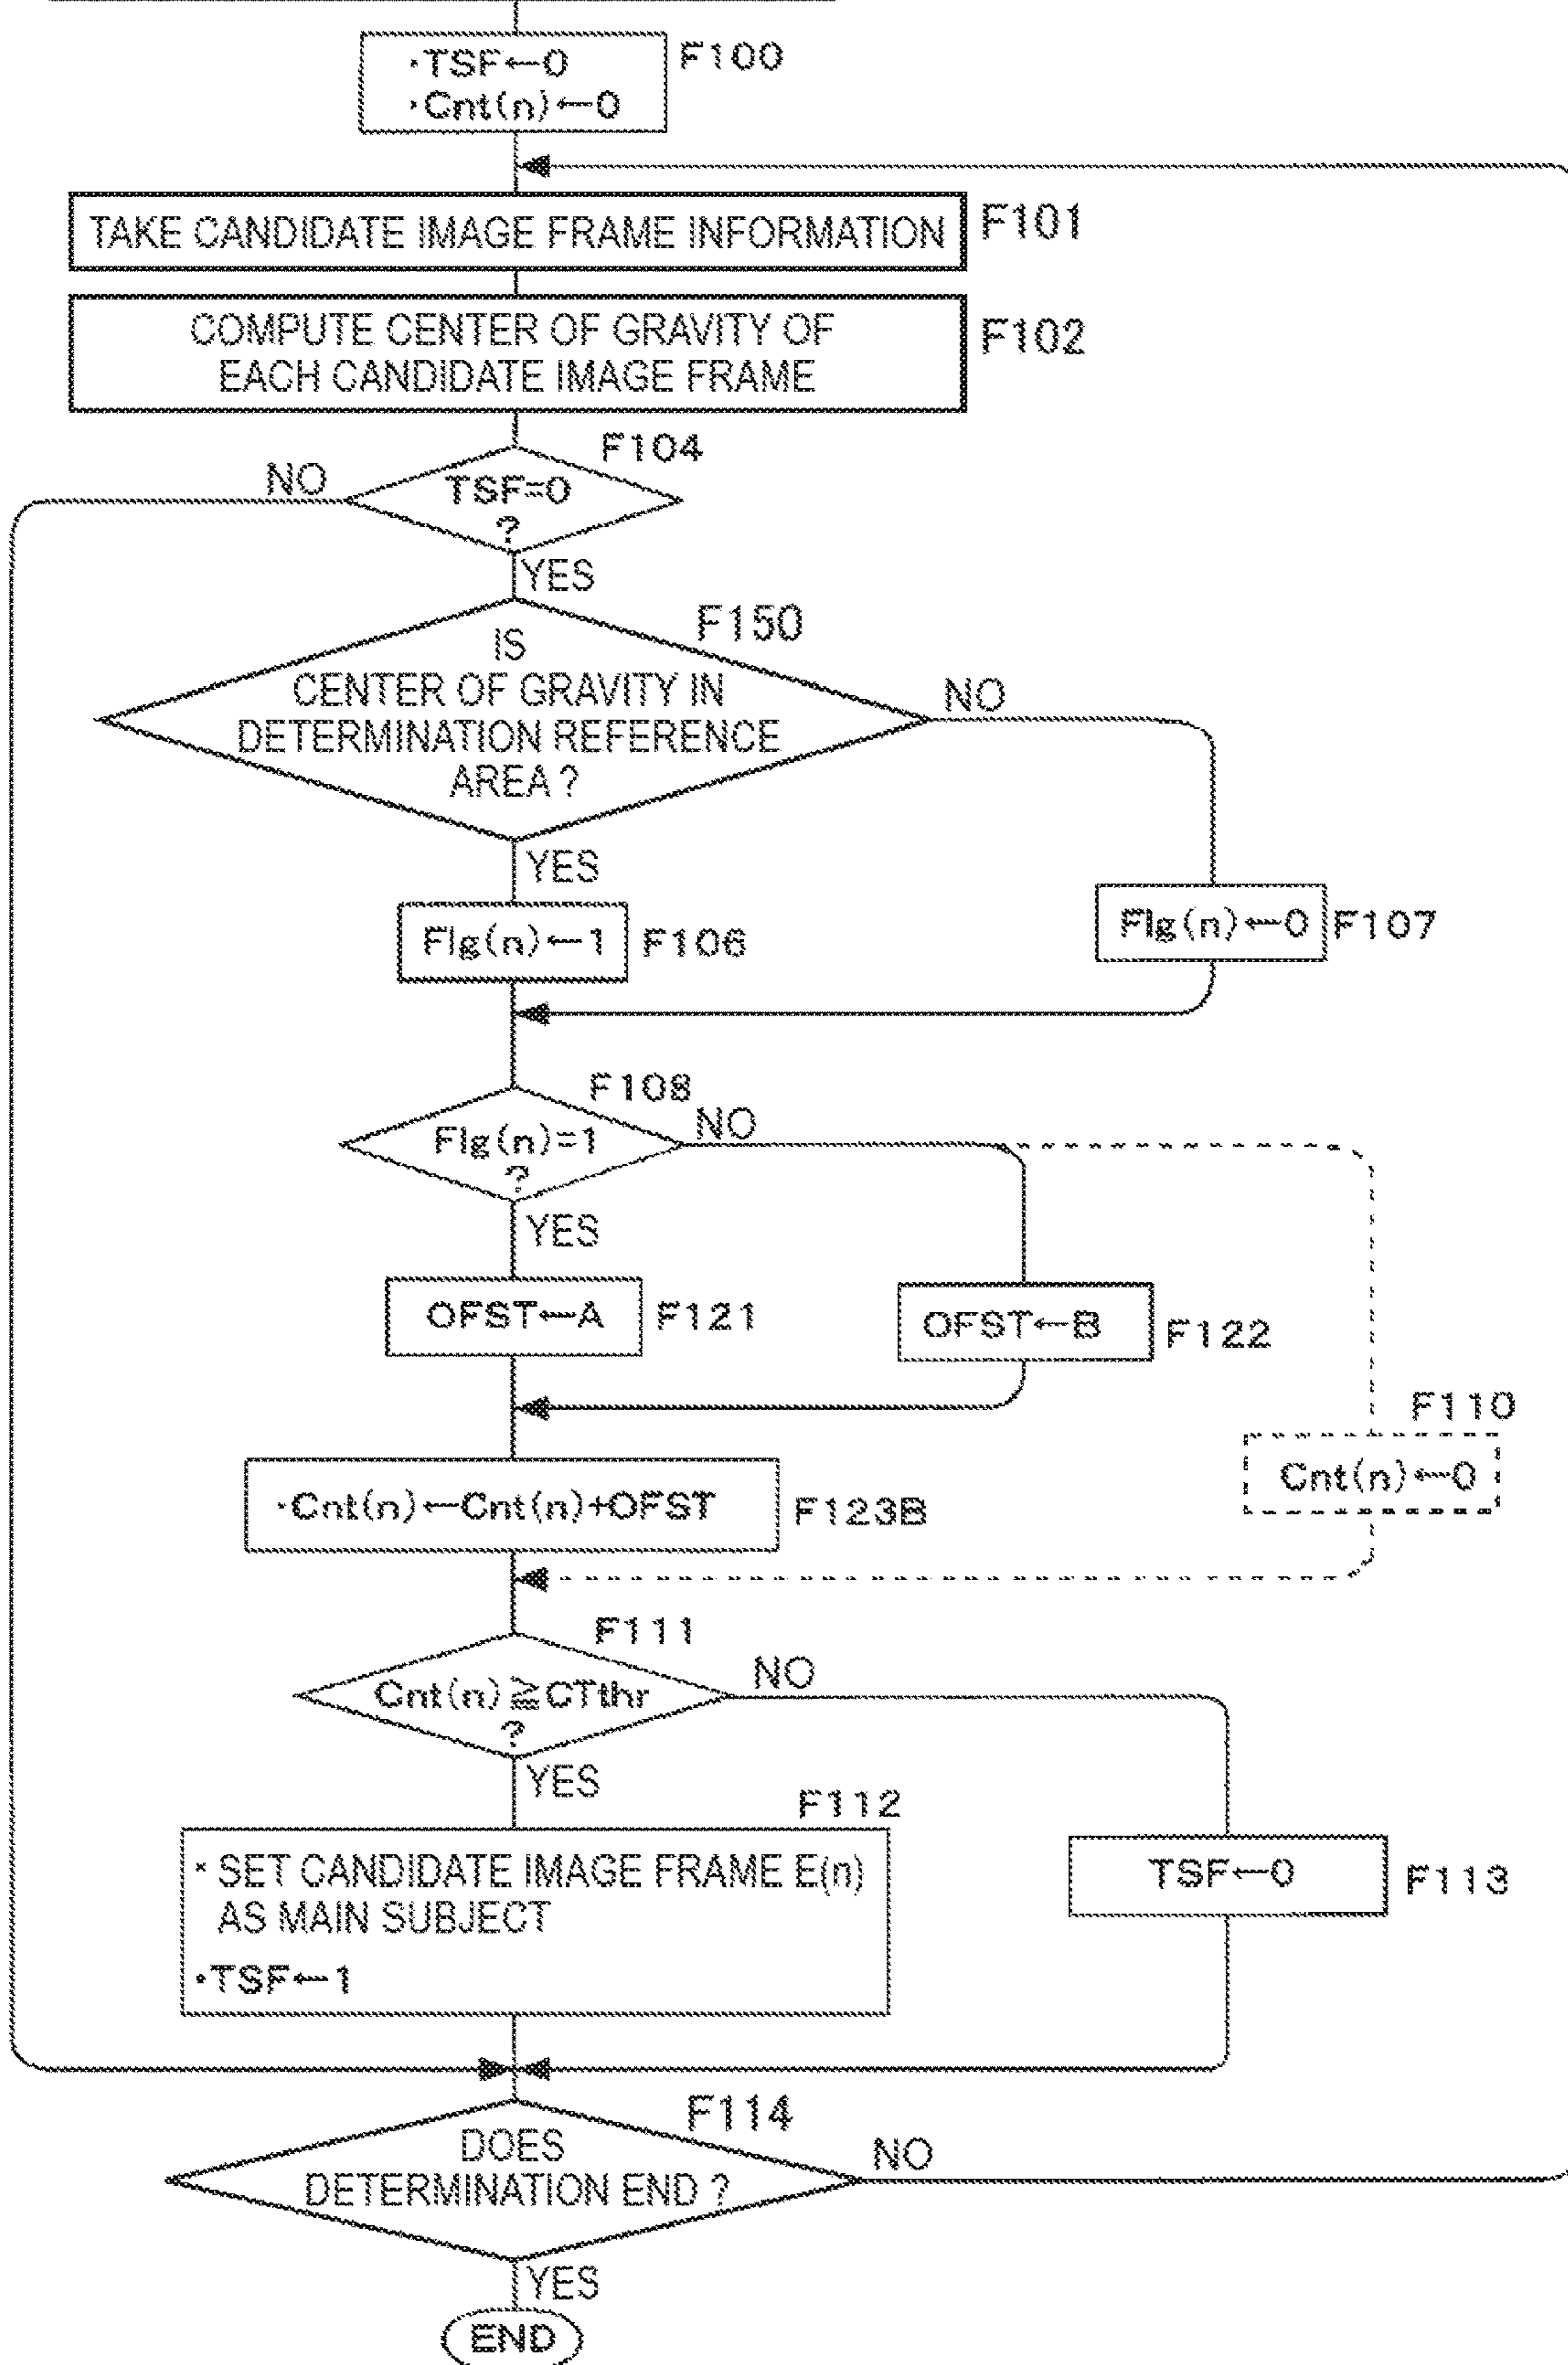 ·TSF←0
·Cnt(n)←0
F100
TAKE CANDIDATE IMAGE FRAME INFORMATION
F101
COMPUTE CENTER OF GRAVITY OF
EACH CANDIDATE IMAGE FRAME
F102
F104
NO
TSF=0
?
YES
F150
IS
CENTER OF GRAVITY IN
DETERMINATION REFERENCE
AREA ?
NO
YES
Flg(n)←1
F106
Flg(n)←0
F107
F108
NO
Flg(n)=1
?
YES
OFST←A
F121
OFST←B
F122
F110
Cnt(n)←0
·Cnt(n)←Cnt(n)+OFST
F123B
F111
NO
Cnt(n)≧CTthr
?
YES
F112
· SET CANDIDATE IMAGE FRAME E(n)
AS MAIN SUBJECT
·TSF←1
TSF←0
F113
F114
DOES
DETERMINATION END ?
NO
YES
END